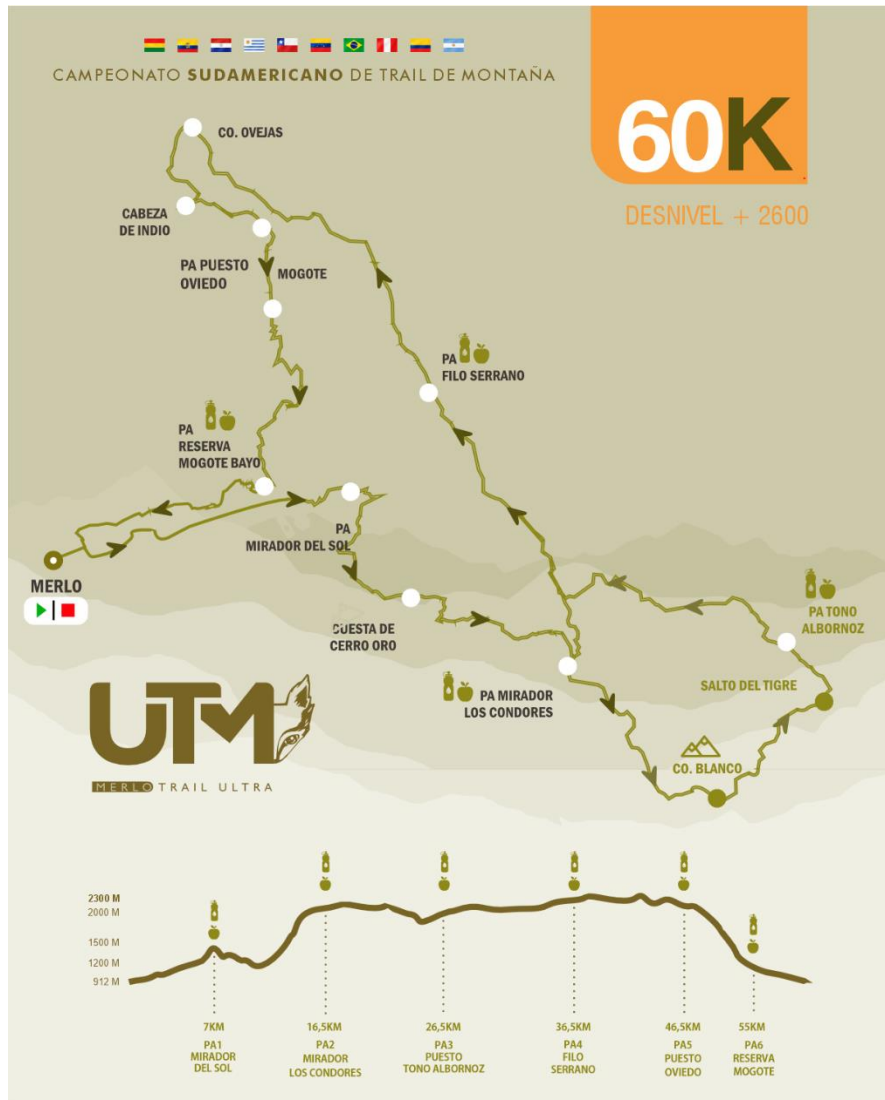 CAMPEONATO SUDAMERICANO DE TRAIL DE MONTAÑA
60K
DESNIVEL + 2600
CO. OVEJAS
CABEZA
DE INDIO
PA PUESTO
OVIEDO
MOGOTE
PA
FILO SERRANO
PA
RESERVA
MOGOTE BAYO
PA
MIRADOR DEL SOL
MERLO
CUESTA DE
CERRO ORO
PA TONO
ALBORNOZ
PA MIRADOR
LOS CONDORES
SALTO DEL TIGRE
CO. BLANCO
UTM
MERLO TRAIL ULTRA
2300 M
2000 M
1500 M
1200 M
912 M
7KM
PA1
MIRADOR
DEL SOL
16,5KM
PA2
MIRADOR
LOS CONDORES
26,5KM
PA3
PUESTO
TONO ALBORNOZ
36,5KM
PA4
FILO
SERRANO
46,5KM
PA5
PUESTO
OVIEDO
55KM
PA6
RESERVA
MOGOTE